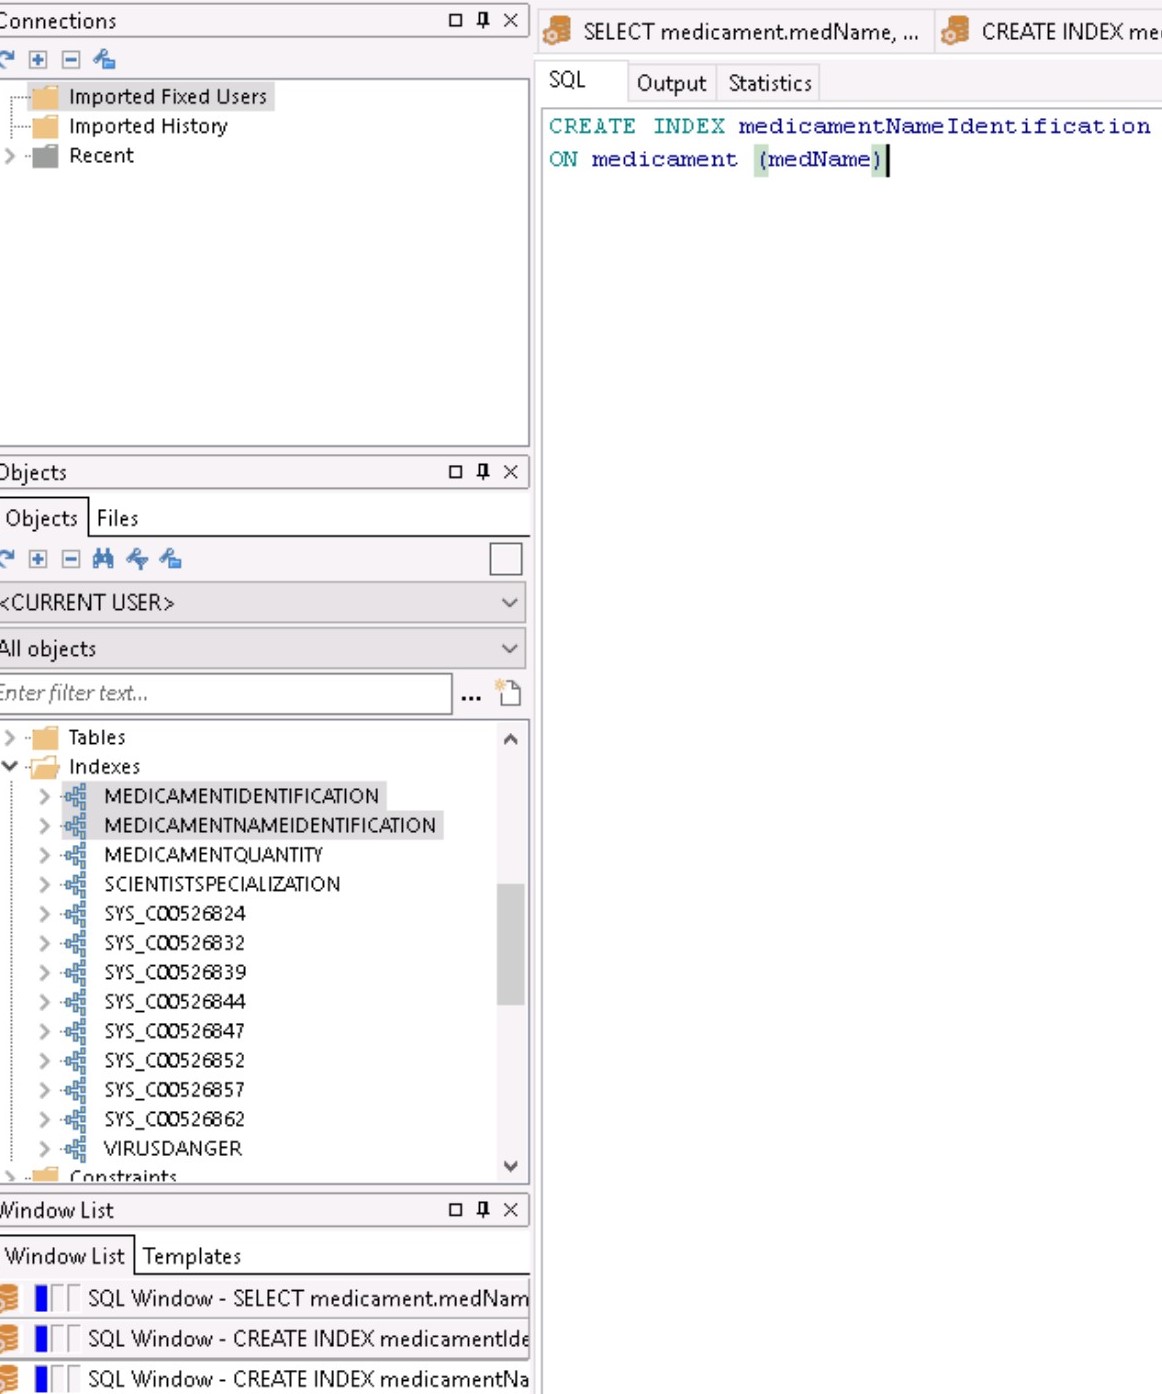 Connections
Imported Fixed Users
Imported History
Recent
Objects
Objects Files
<CURRENT USER>
All objects
Enter filter text...
...
Tables
Indexes
MEDICAMENTIDENTIFICATION
MEDICAMENTNAMEIDENTIFICATION
MEDICAMENTQUANTITY
SCIENTISTSPECIALIZATION
SYS_C00526824
SYS_C00526832
SYS_C00526839
SYS_C00526844
SYS_C00526847
SYS_C00526852
SYS_C00526857
SYS_C00526862
VIRUSDANGER
Constraints
Window List
Window List Templates
SQL Window - SELECT medicament.medNam
SQL Window - CREATE INDEX medicamentIde
SQL Window - CREATE INDEX medicamentNa
SELECT medicament.medName, ... CREATE INDEX med
SQL Output Statistics
CREATE INDEX medicamentNameIdentification
ON medicament (medName)